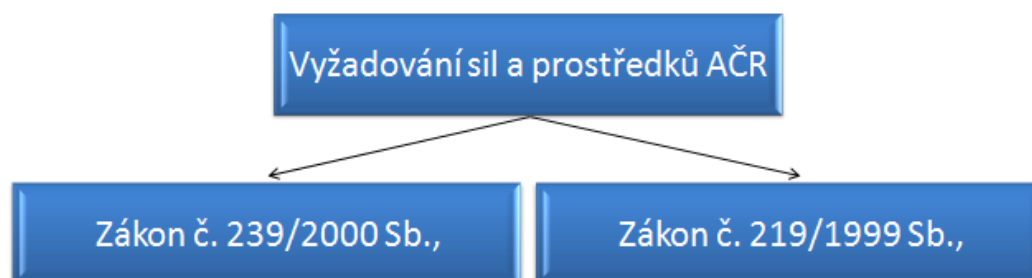 Vyžadování sil a prostředků AČR
Zákon č. 239/2000 Sb.,
Zákon č. 219/1999 Sb.,